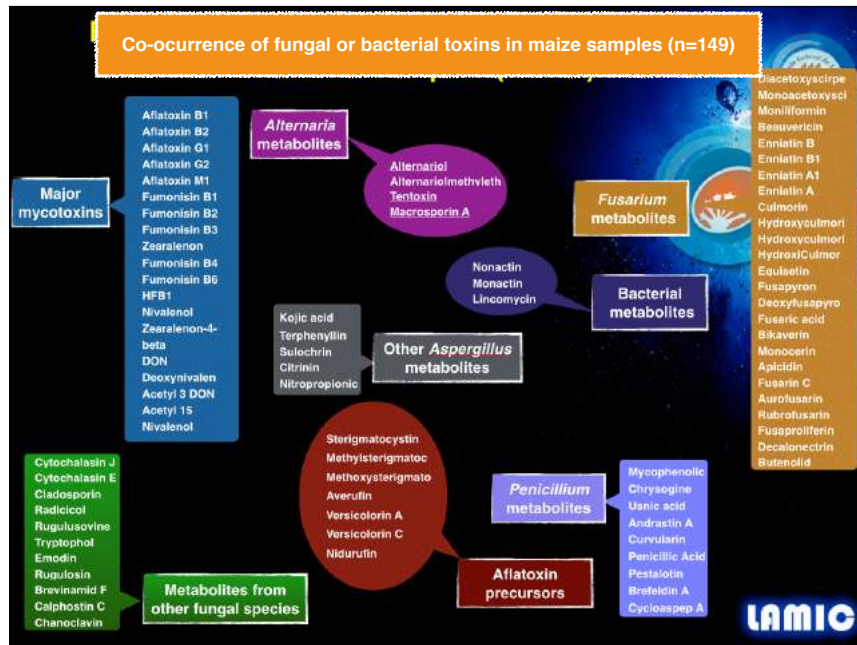 Co-ocurrence of fungal or bacterial toxins in maize samples (n=149)
Major
mycotoxins
Aflatoxin B1
Aflatoxin B2
Aflatoxin G1
Aflatoxin G2
Aflatoxin M1
Fumonisin B1
Fumonisin B2
Fumonisin B3
Zearalenon
Fumonisin B4
Fumonisin B6
HFB1
Nivalenol
Zearalenon-4-
beta
DON
Deoxynivalen
Acetyl 3 DON
Acetyl 15
Nivalenol
Alternaria
metabolites
Alternariol
Alternariolmethyleth
Tentoxin
Macrosporin A
Fusarium
metabolites
Diacetoxyscirpe
Monoacetoxysci
Moniliformin
Beauvericin
Enniatin B
Enniatin B1
Enniatin A1
Enniatin A
Culmorin
Hydroxyculmori
Hydroxyculmori
HydroxiCulmor
Equisetin
Fusapyron
Deoxyfusapyro
Fusaric acid
Bikaverin
Monocerin
Apicidin
Fusarin C
Aurofusarin
Rubrofusarin
Fusaproliferin
Decalonectrin
Butenolid
Nonactin
Monactin
Lincomycin
Bacterial
metabolites
Kojic acid
Terphenyllin
Sulochrin
Citrinin
Nitropropionic
Other Aspergillus
metabolites
Cytochalasin J
Cytochalasin E
Cladosporin
Radicicol
Rugulusovine
Tryptophol
Emodin
Rugulosin
Brevinamid F
Calphostin C
Chanoclavin
Metabolites from
other fungal species
Sterigmatocystin
Methylsterigmatoc
Methoxysterigmato
Averufin
Versicolorin A
Versicolorin C
Nidurufin
Aflatoxin
precursors
Penicillium
metabolites
Mycophenolic
Chrysogine
Usnic acid
Andrastin A
Curvularin
Penicillic Acid
Pestalotin
Brefeldin A
Cycloaspep A
LAMIC